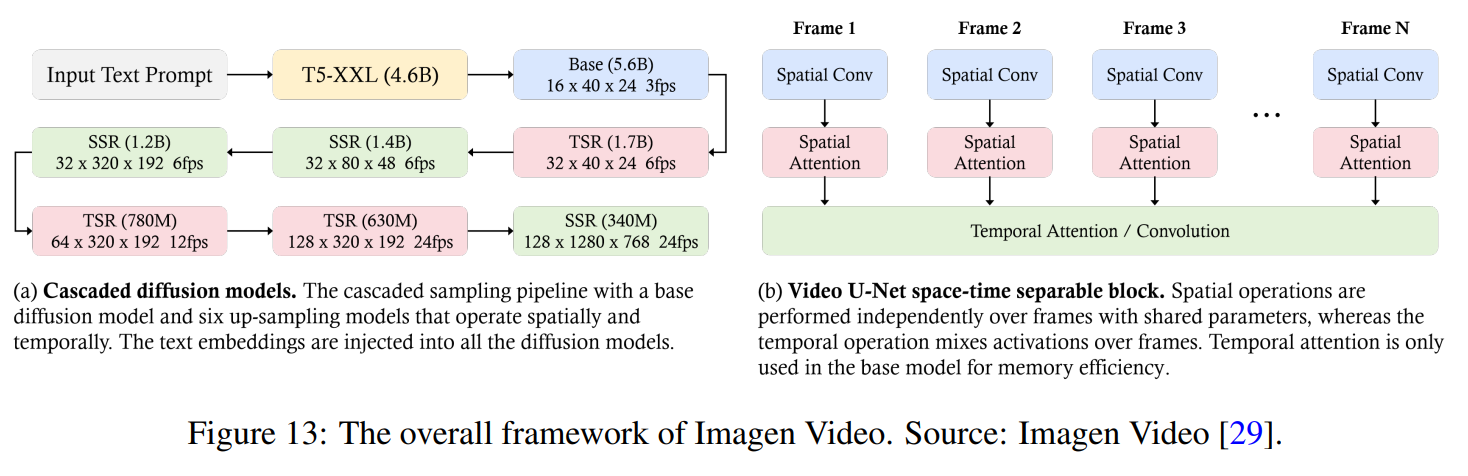 Input Text Prompt
T5-XXL (4.6B)
Base (5.6B)
16 x 40 x 24 3fps
TSR (1.7B)
32 x 40 x 24 6fps
SSR (1.4B)
32 x 80 x 48 6fps
SSR (1.2B)
32 x 320 x 192 6fps
TSR (780M)
64 x 320 x 192 12fps
TSR (630M)
128 x 320 x 192 24fps
SSR (340M)
128 x 1280 x 768 24fps
(a) Cascaded diffusion models. The cascaded sampling pipeline with a base
diffusion model and six up-sampling models that operate spatially and
temporally. The text embeddings are injected into all the diffusion models.
Frame 1
Frame 2
Frame 3
Frame N
Spatial Conv
Spatial Conv
Spatial Conv
Spatial Conv
Spatial
Attention
Spatial
Attention
Spatial
Attention
...
Spatial
Attention
Temporal Attention / Convolution
(b) Video U-Net space-time separable block. Spatial operations are
performed independently over frames with shared parameters, whereas the
temporal operation mixes activations over frames. Temporal attention is only
used in the base model for memory efficiency.
Figure 13: The overall framework of Imagen Video. Source: Imagen Video [29].